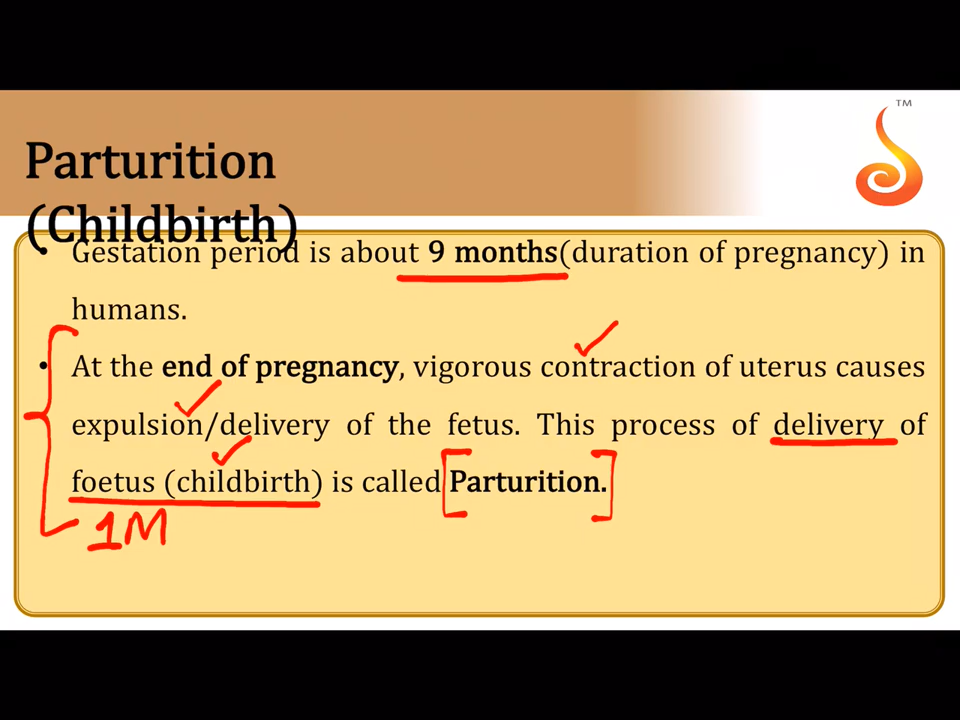 TM
Parturition
(Childbirth)
• Gestation period is about 9 months(duration of pregnancy) in
humans.
• At the end of pregnancy, vigorous contraction of uterus causes
expulsion/delivery of the fetus. This process of delivery of
foetus (childbirth) is called [Parturition.]
1M